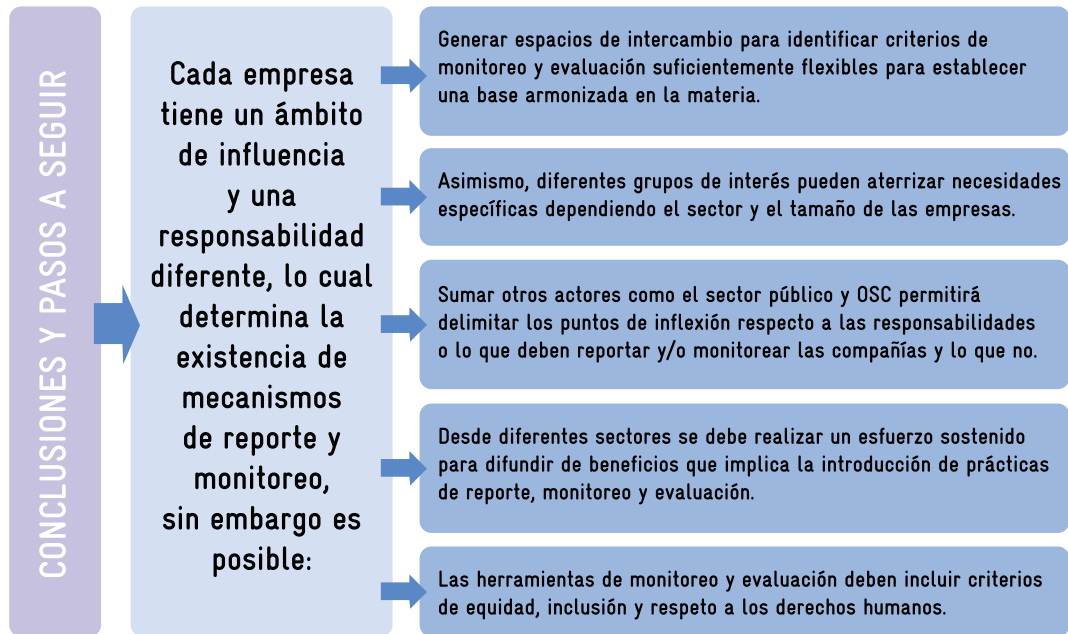 CONCLUSIONES Y PASOS A SEGUIR
Cada empresa
tiene un ámbito
de influencia
y una
responsabilidad
diferente, lo cual
determina la
existencia de
mecanismos
de reporte y
monitoreo,
sin embargo es
posible:
Generar espacios de intercambio para identificar criterios de
monitoreo y evaluación suficientemente flexibles para establecer
una base armonizada en la materia.
Asimismo, diferentes grupos de interés pueden aterrizar necesidades
específicas dependiendo el sector y el tamaño de las empresas.
Sumar otros actores como el sector público y OSC permitirá
delimitar los puntos de inflexión respecto a las responsabilidades
o lo que deben reportar y/o monitorear las compañías y lo que no.
Desde diferentes sectores se debe realizar un esfuerzo sostenido
para difundir de beneficios que implica la introducción de prácticas
de reporte, monitoreo y evaluación.
Las herramientas de monitoreo y evaluación deben incluir criterios
de equidad, inclusión y respeto a los derechos humanos.